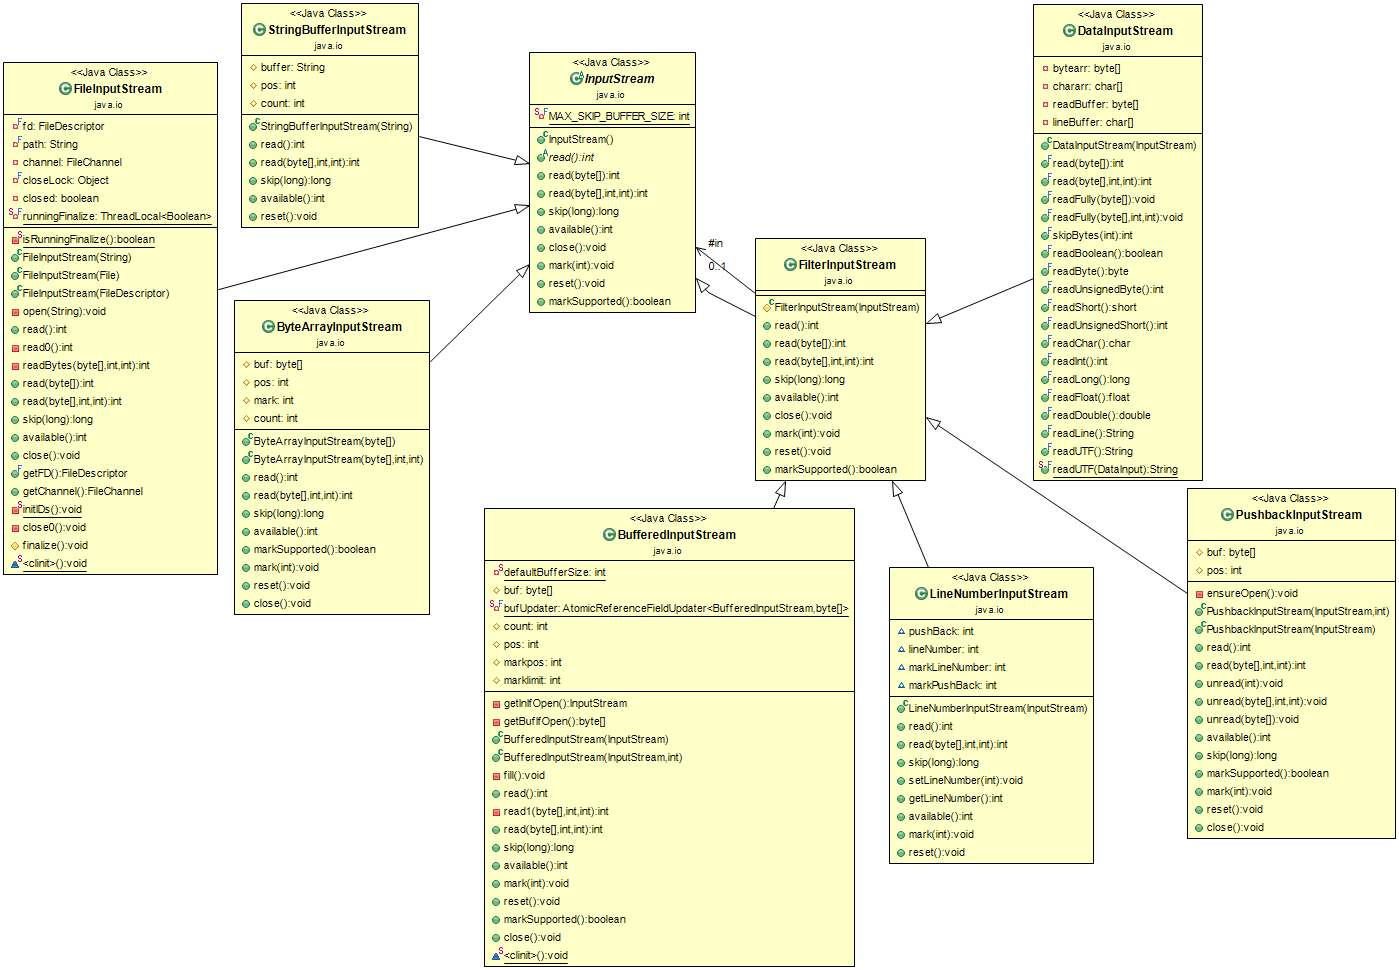 <<Java Class>>
FileInputStream
java.io
fd: FileDescriptor
path: String
channel: FileChannel
closeLock: Object
closed: boolean
runningFinalize: ThreadLocal<Boolean>
isRunningFinalize():boolean
FileInputStream(String)
FileInputStream(File)
FileInputStream(FileDescriptor)
open(String):void
read():int
read0():int
readBytes(byte[],int,int):int
read(byte[]):int
read(byte[],int,int):int
skip(long):long
available():int
close():void
getFD():FileDescriptor
getChannel():FileChannel
initIDs():void
close0():void
finalize():void
<clinit>():void
<<Java Class>>
StringBufferInputStream
java.io
buffer: String
pos: int
count: int
StringBufferInputStream(String)
read():int
read(byte[],int,int):int
skip(long):long
available():int
reset():void
<<Java Class>>
ByteArrayInputStream
java.io
buf: byte[]
pos: int
mark: int
count: int
ByteArrayInputStream(byte[])
ByteArrayInputStream(byte[],int,int)
read():int
read(byte[],int,int):int
skip(long):long
available():int
markSupported():boolean
mark(int):void
reset():void
close():void
<<Java Class>>
InputStream
java.io
MAX_SKIP_BUFFER_SIZE: int
InputStream()
read():int
read(byte[]):int
read(byte[],int,int):int
skip(long):long
available():int
close():void
mark(int):void
reset():void
markSupported():boolean
#in
0..1
<<Java Class>>
FilterInputStream
java.io
FilterInputStream(InputStream)
read():int
read(byte[]):int
read(byte[],int,int):int
skip(long):long
available():int
close():void
mark(int):void
reset():void
markSupported():boolean
<<Java Class>>
DataInputStream
java.io
bytearr: byte[]
chararr: char[]
readBuffer: byte[]
lineBuffer: char[]
DataInputStream(InputStream)
read(byte[]):int
read(byte[],int,int):int
readFully(byte[]):void
readFully(byte[],int,int):void
skipBytes(int):int
readBoolean():boolean
readByte():byte
readUnsignedByte():int
readShort():short
readUnsignedShort():int
readChar():char
readInt():int
readLong():long
readFloat():float
readDouble():double
readLine():String
readUTF():String
readUTF(DataInput):String
<<Java Class>>
BufferedInputStream
java.io
defaultBufferSize: int
buf: byte[]
bufUpdater: AtomicReferenceFieldUpdater<BufferedInputStream,byte[]>
count: int
pos: int
markpos: int
marklimit: int
getInIfOpen():InputStream
getBufIfOpen():byte[]
BufferedInputStream(InputStream)
BufferedInputStream(InputStream,int)
fill():void
read():int
read1(byte[],int,int):int
read(byte[],int,int):int
skip(long):long
available():int
mark(int):void
reset():void
markSupported():boolean
close():void
<clinit>():void
<<Java Class>>
LineNumberInputStream
java.io
pushBack: int
lineNumber: int
markLineNumber: int
markPushBack: int
LineNumberInputStream(InputStream)
read():int
read(byte[],int,int):int
skip(long):long
setLineNumber(int):void
getLineNumber():int
available():int
mark(int):void
reset():void
<<Java Class>>
PushbackInputStream
java.io
buf: byte[]
pos: int
ensureOpen():void
PushbackInputStream(InputStream,int)
PushbackInputStream(InputStream)
read():int
read(byte[],int,int):int
unread(int):void
unread(byte[],int,int):void
unread(byte[]):void
available():int
skip(long):long
markSupported():boolean
mark(int):void
reset():void
close():void